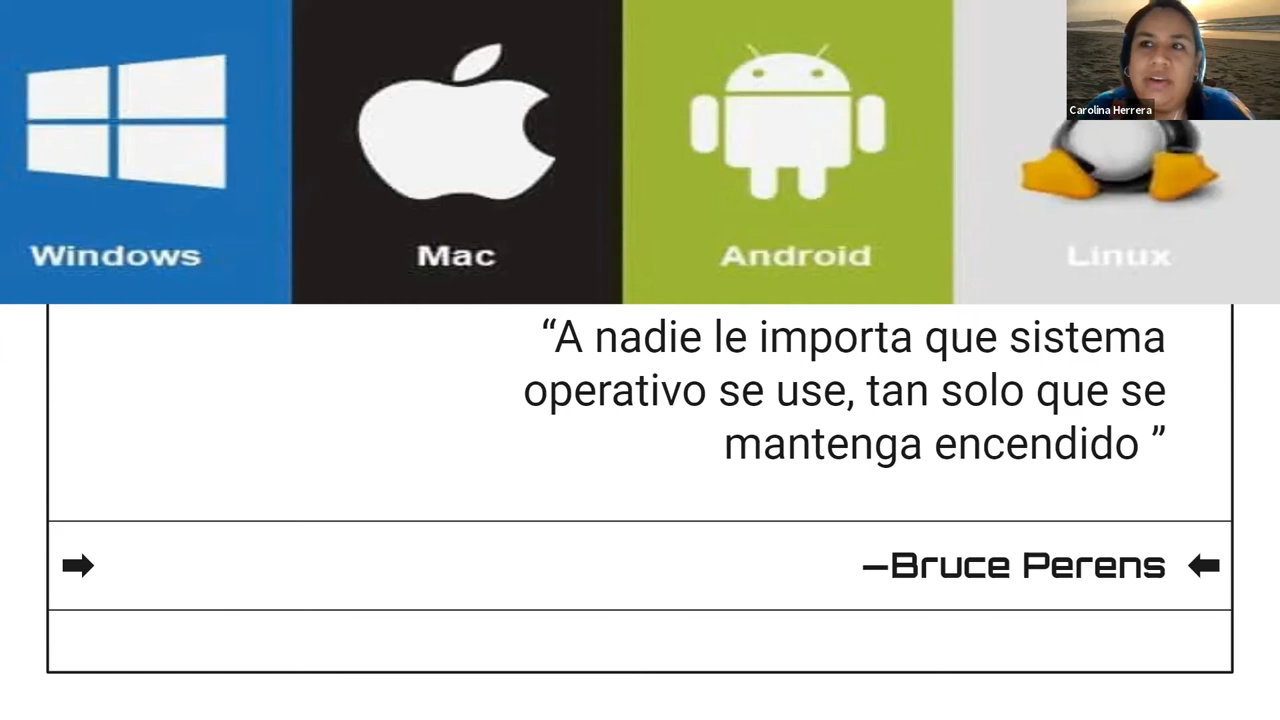 Carolina Herrera
Windows
Mac
Android
Linux
“A nadie le importa que sistema
operativo se use, tan solo que se
mantenga encendido ”
—Bruce Perens